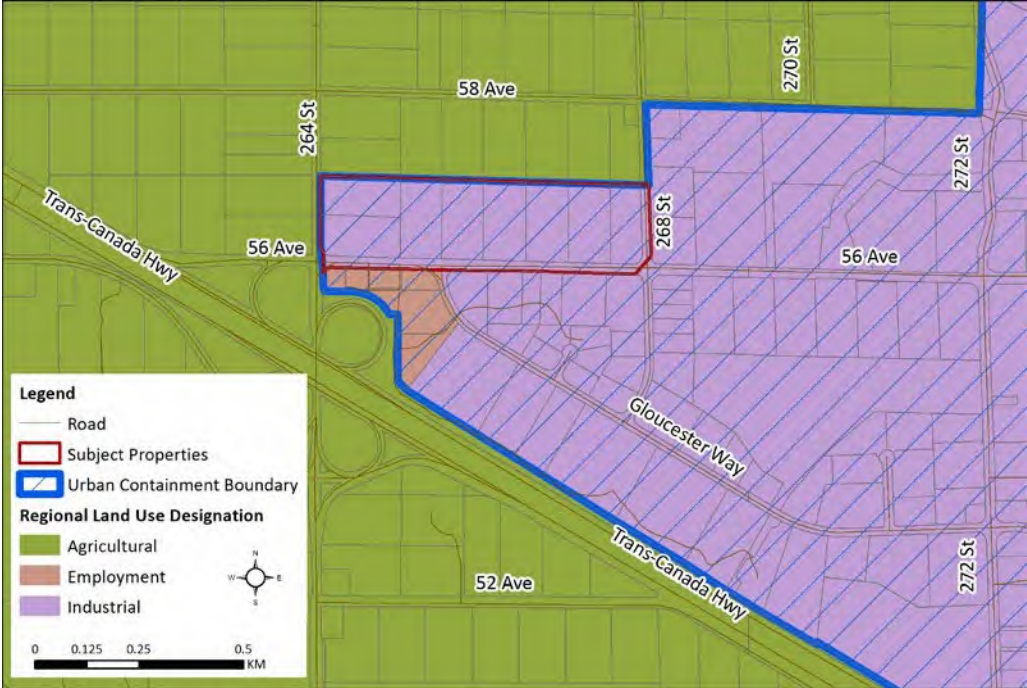 58 Ave
270 St
264 St
272 St
Trans-Canada Hwy
268 St
56 Ave
56 Ave
Gloucester Way
Trans-Canada Hwy
272 St
52 Ave
Legend
Road
Subject Properties
Urban Containment Boundary
Regional Land Use Designation
Agricultural
Employment
Industrial
N
W E
S
0 0.125 0.25 0.5
KM